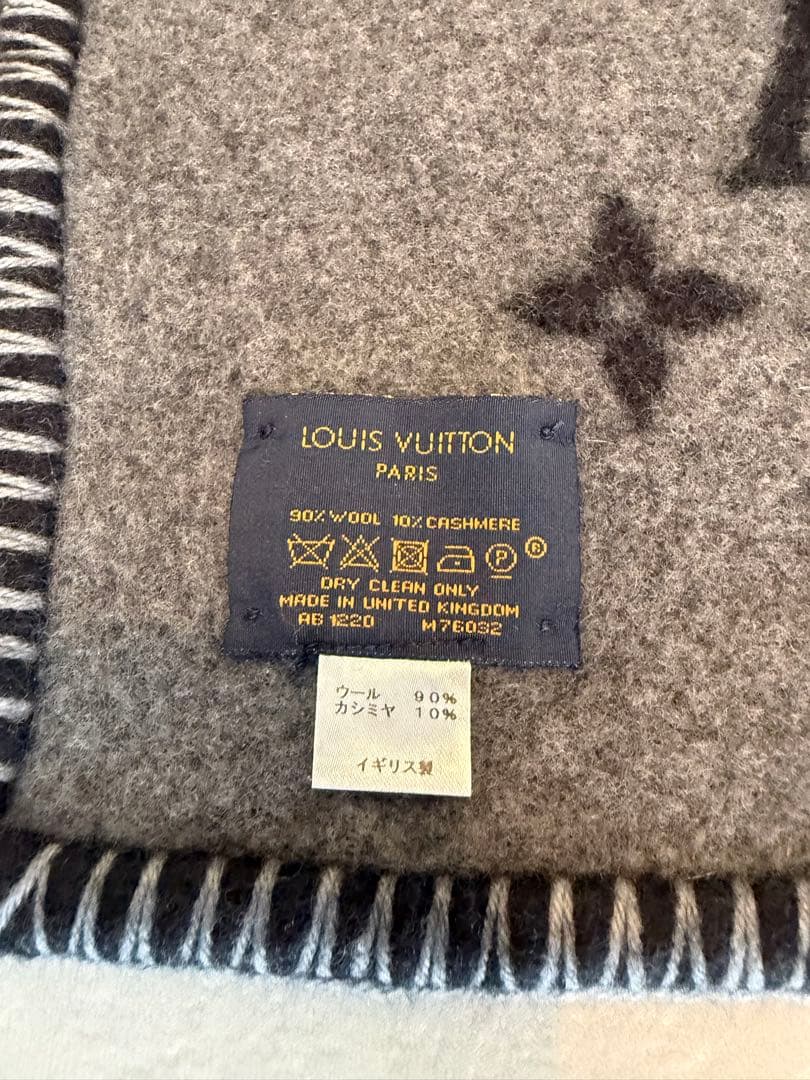 LOUIS VUITTON
PARIS
90% WOOL 10% CASHMERE
P
®
DRY CLEAN ONLY
MADE IN UNITED KINGDOM
AB 1220 M76032
ウール 90%
カシミヤ 10%
イギリス製